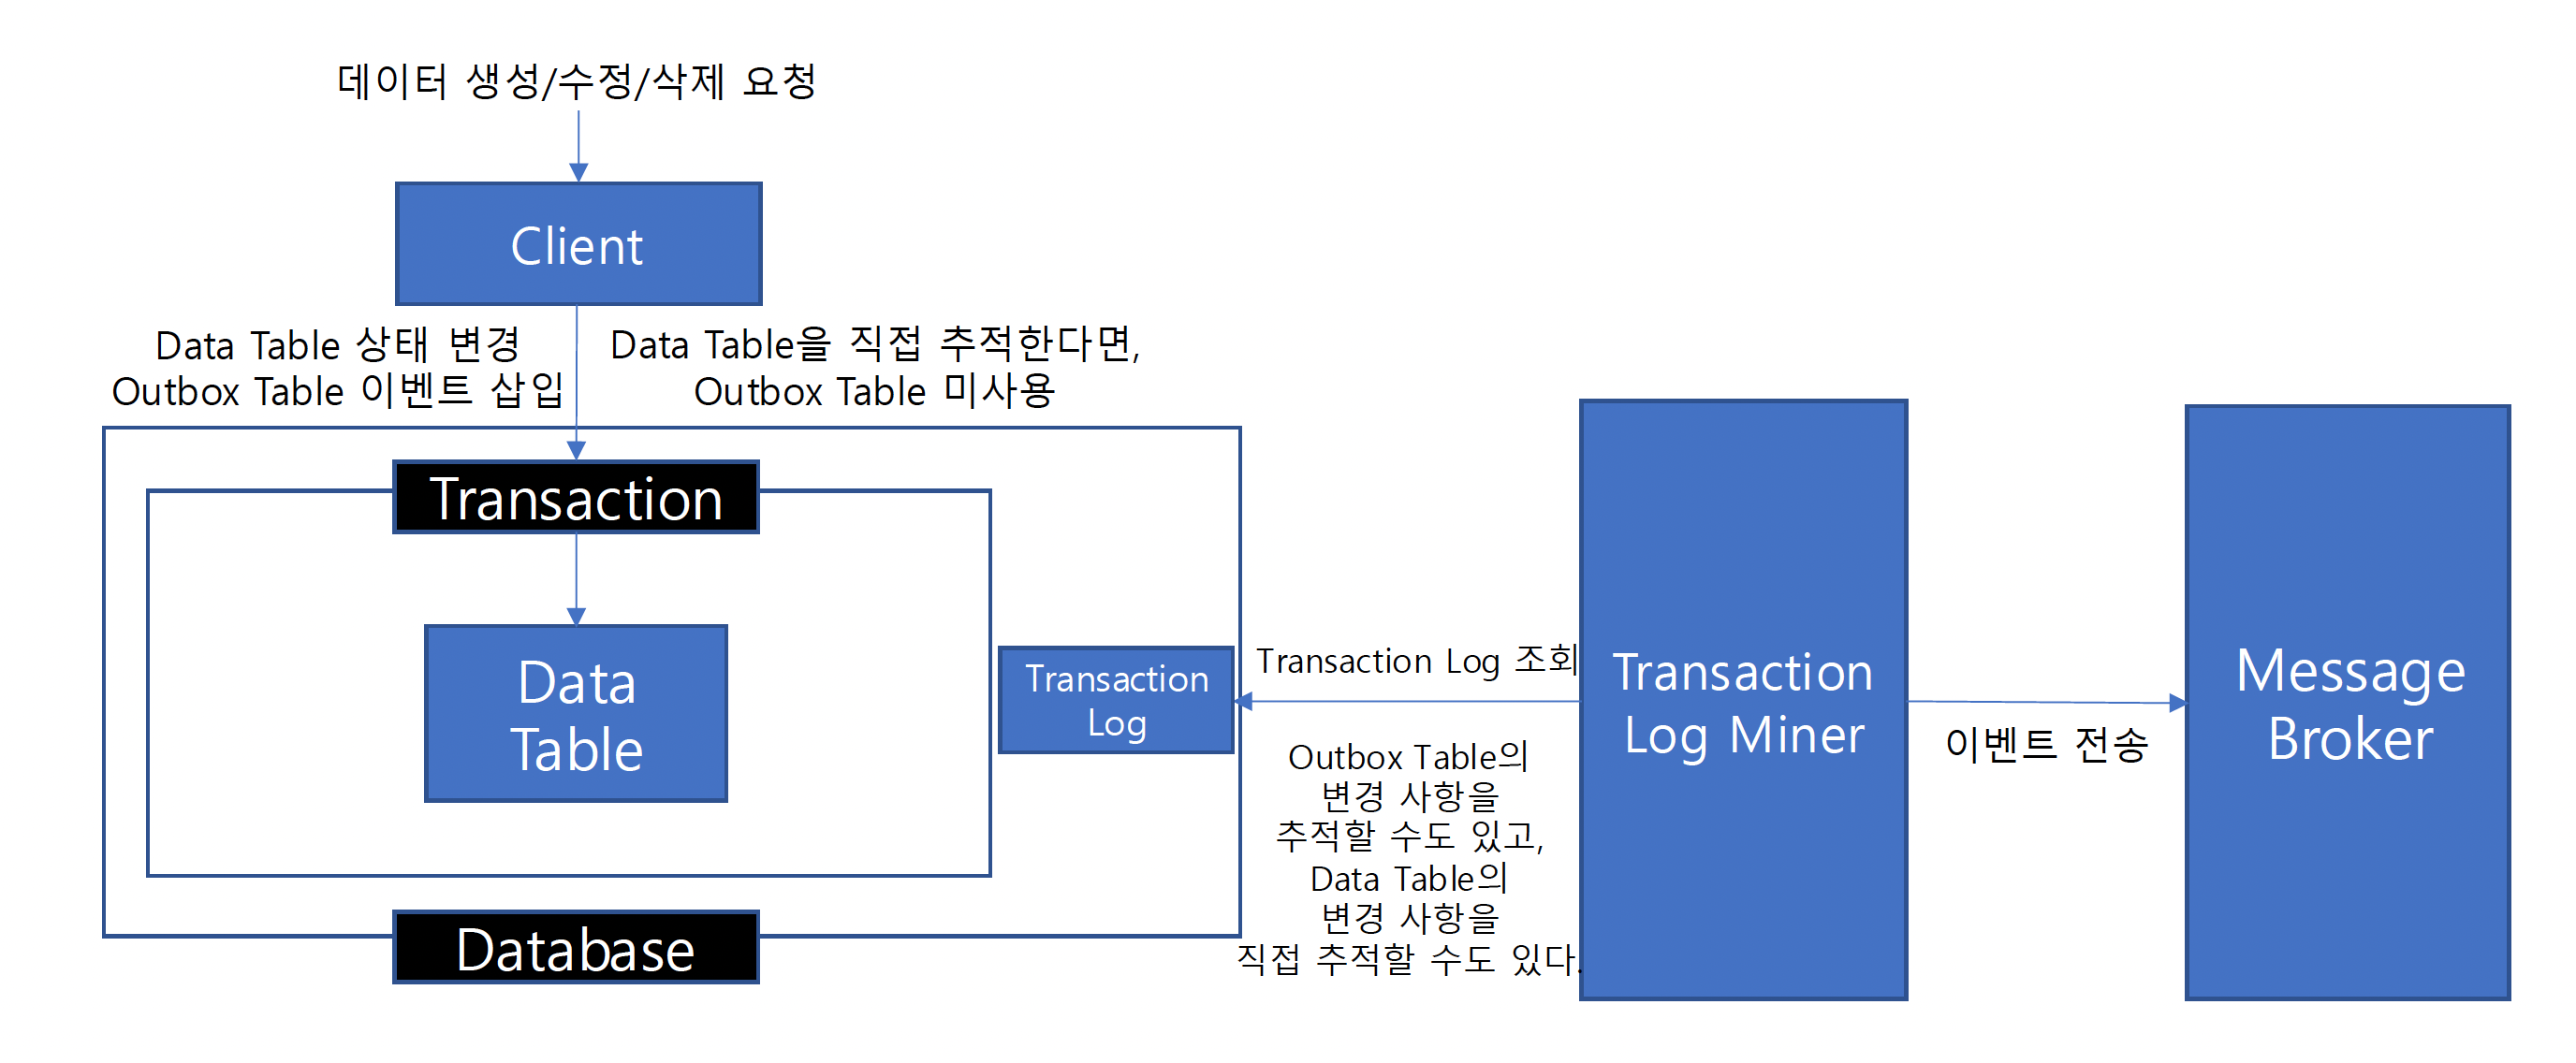 데이터 생성/수정/삭제 요청
Client
Data Table 상태 변경
Outbox Table 이벤트 삽입
Data Table을 직접 추적한다면,
Outbox Table 미사용
Transaction
Data
Table
Database
Transaction
Log
Transaction Log 조회
Outbox Table의
변경 사항을
추적할 수도 있고,
Data Table의
변경 사항을
직접 추적할 수도 있다.
Transaction
Log Miner
이벤트 전송
Message
Broker